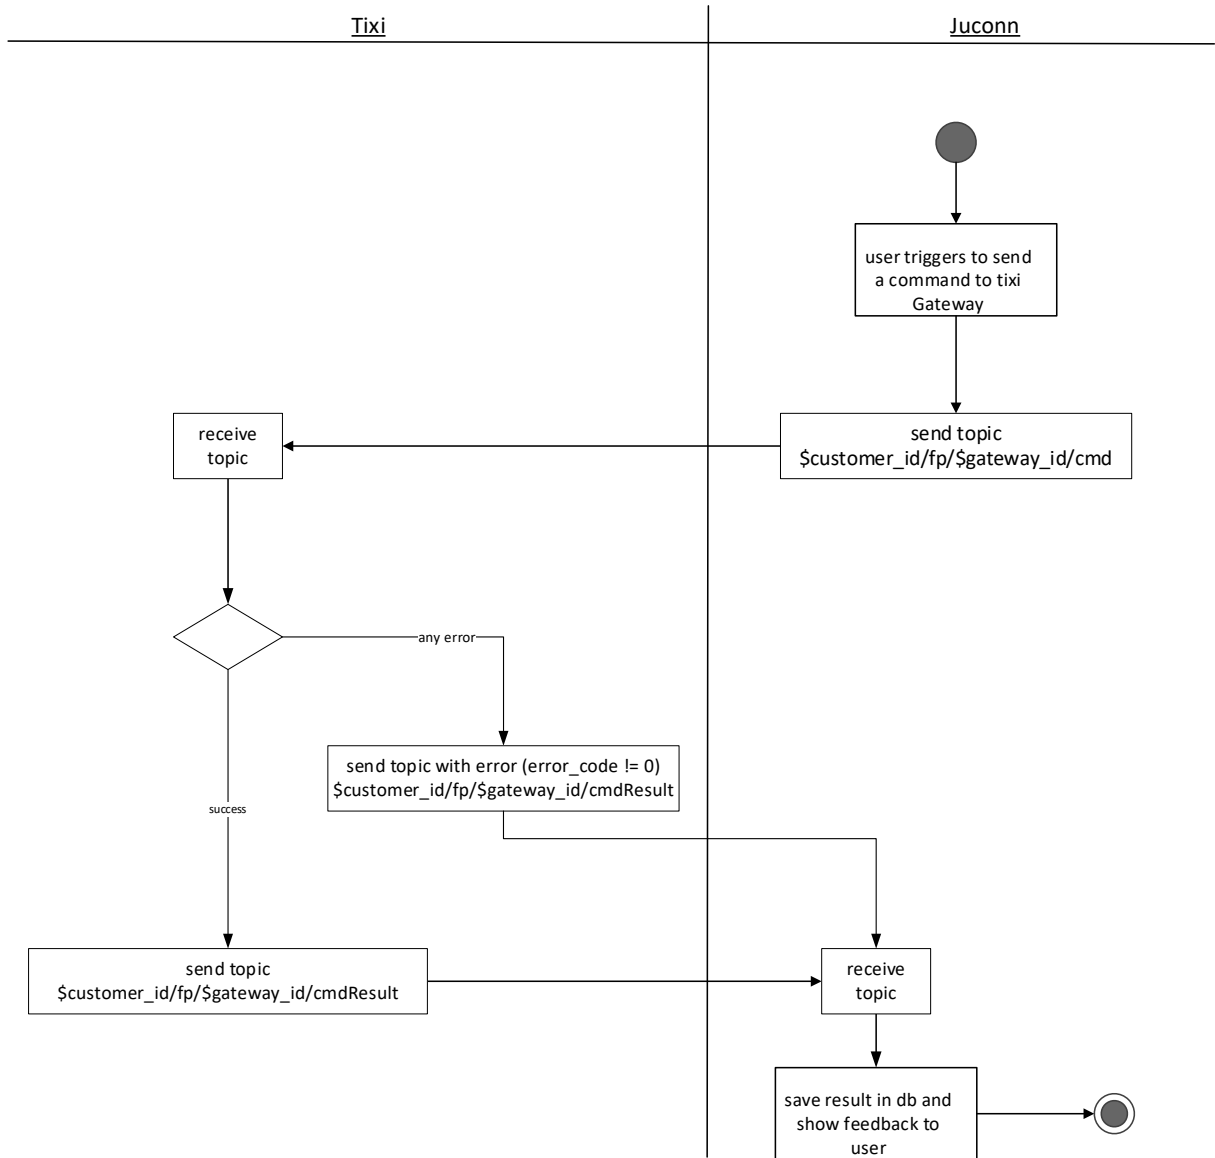 Tixi
Juconn
user triggers to send
a command to tixi
Gateway
receive
topic
send topic
$customer_id/fp/$gateway_id/cmd
any error
send topic with error (error_code != 0)
$customer_id/fp/$gateway_id/cmdResult
success
send topic
$customer_id/fp/$gateway_id/cmdResult
receive
topic
save result in db and
show feedback to
user